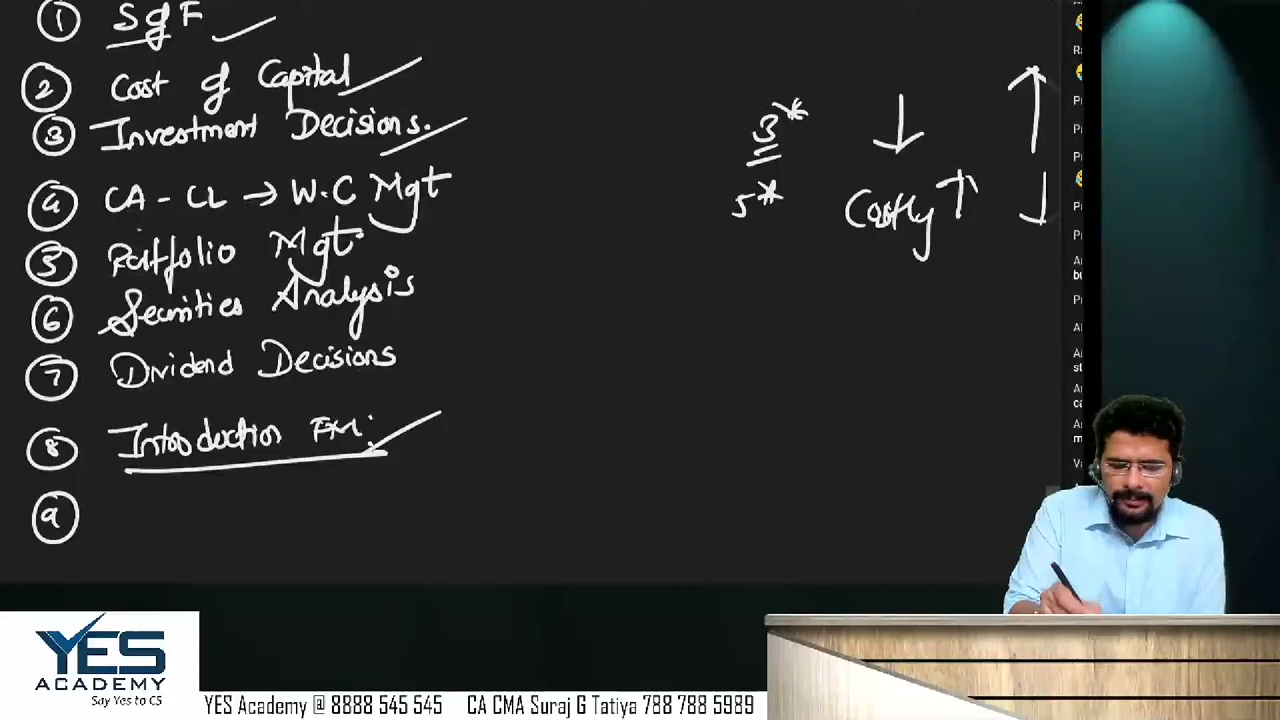 ① SgF
② Cost of Capital
③ Investment Decisions.
④ CA - CL → W.C Mgt
⑤ Portfolio Mgt.
⑥ Securities Analysis
⑦ Dividend Decisions
⑧ Introduction FM:
⑨
3*
5*
↓
Costly ↑
↑
↓
YES
ACADEMY
Say Yes to CS
YES Academy @ 8888 545 545 CA CMA Suraj G Tatiya 788 788 5989